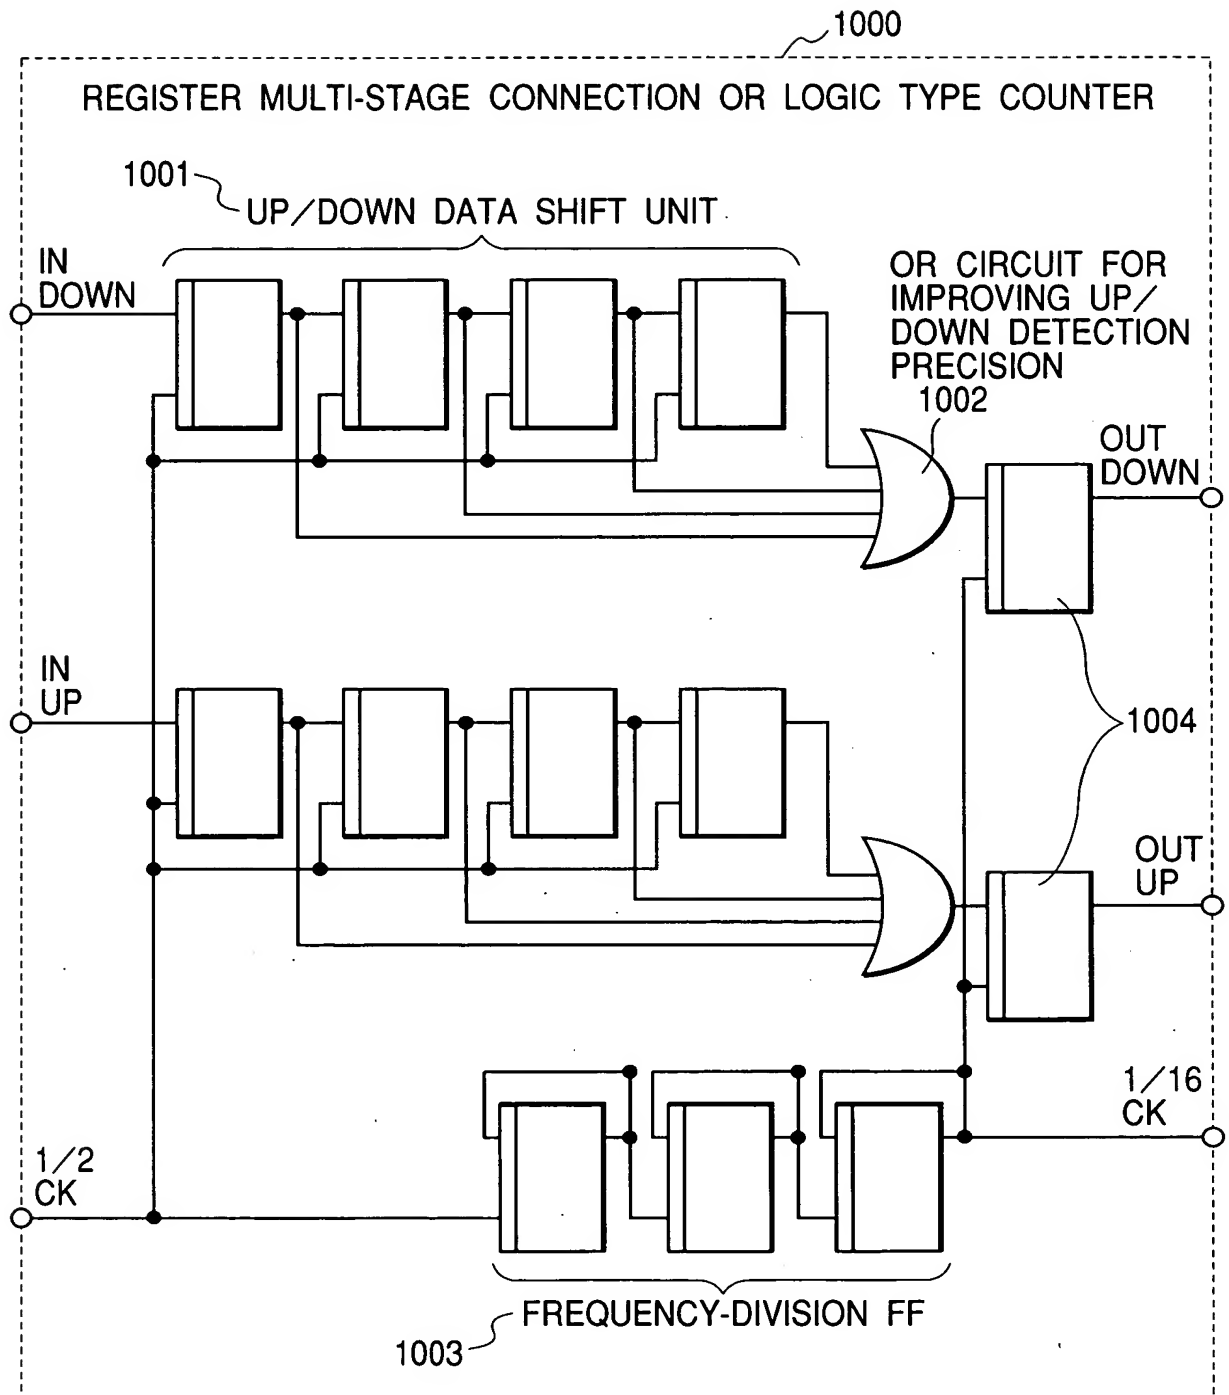 1000
REGISTER MULTI-STAGE CONNECTION OR LOGIC TYPE COUNTER
1001
UP/DOWN DATA SHIFT UNIT
IN
DOWN
OR CIRCUIT FOR
IMPROVING UP/
DOWN DETECTION
PRECISION
1002
OUT
DOWN
IN
UP
1004
OUT
UP
1/16
CK
1/2
CK
FREQUENCY-DIVISION FF
1003